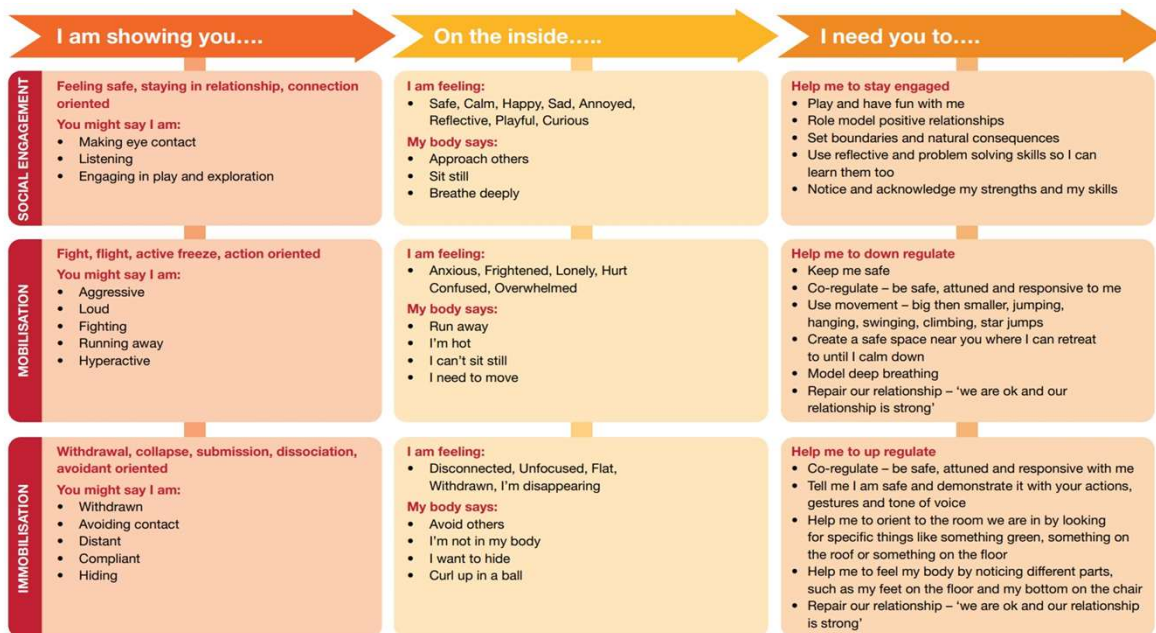 I am showing you….
On the inside…..
I need you to….
SOCIAL ENGAGEMENT
Feeling safe, staying in relationship, connection
oriented
You might say I am:
• Making eye contact
• Listening
• Engaging in play and exploration
I am feeling:
• Safe, Calm, Happy, Sad, Annoyed,
Reflective, Playful, Curious
My body says:
• Approach others
• Sit still
• Breathe deeply
Help me to stay engaged
• Play and have fun with me
• Role model positive relationships
• Set boundaries and natural consequences
• Use reflective and problem solving skills so I can
learn them too
• Notice and acknowledge my strengths and my skills
MOBILISATION
Fight, flight, active freeze, action oriented
You might say I am:
• Aggressive
• Loud
• Fighting
• Running away
• Hyperactive
I am feeling:
• Anxious, Frightened, Lonely, Hurt
Confused, Overwhelmed
My body says:
• Run away
• I'm hot
• I can't sit still
• I need to move
Help me to down regulate
• Keep me safe
• Co-regulate – be safe, attuned and responsive to me
• Use movement – big then smaller, jumping,
hanging, swinging, climbing, star jumps
• Create a safe space near you where I can retreat
to until I calm down
• Model deep breathing
• Repair our relationship – 'we are ok and our
relationship is strong'
IMMOBILISATION
Withdrawal, collapse, submission, dissociation,
avoidant oriented
You might say I am:
• Withdrawn
• Avoiding contact
• Distant
• Compliant
• Hiding
I am feeling:
• Disconnected, Unfocused, Flat,
Withdrawn, I'm disappearing
My body says:
• Avoid others
• I'm not in my body
• I want to hide
• Curl up in a ball
Help me to up regulate
• Co-regulate – be safe, attuned and responsive with me
• Tell me I am safe and demonstrate it with your actions,
gestures and tone of voice
• Help me to orient to the room we are in by looking
for specific things like something green, something on
the roof or something on the floor
• Help me to feel my body by noticing different parts,
such as my feet on the floor and my bottom on the chair
• Repair our relationship – 'we are ok and our relationship
is strong'